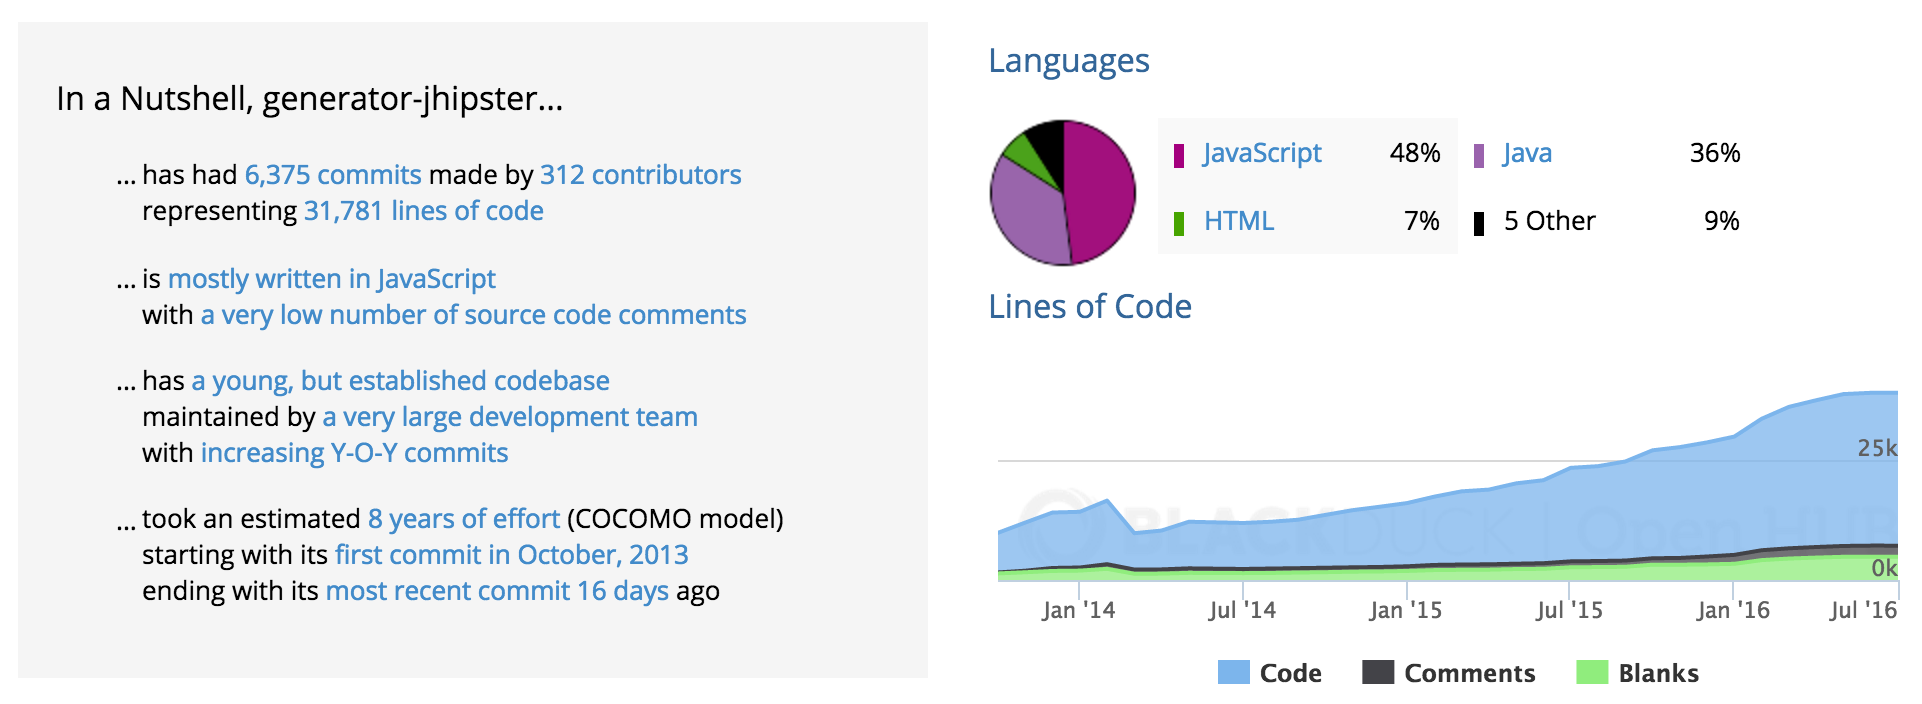 In a Nutshell, generator-jhipster...
... has had 6,375 commits made by 312 contributors
representing 31,781 lines of code
... is mostly written in JavaScript
with a very low number of source code comments
... has a young, but established codebase
maintained by a very large development team
with increasing Y-O-Y commits
... took an estimated 8 years of effort (COCOMO model)
starting with its first commit in October, 2013
ending with its most recent commit 16 days ago
Languages
JavaScript 48% Java 36%
HTML 7% 5 Other 9%
Lines of Code
25k
BLACKDUCK | Open HUB
0k
Jan '14 Jul '14 Jan '15 Jul '15 Jan '16 Jul '16
Code Comments Blanks